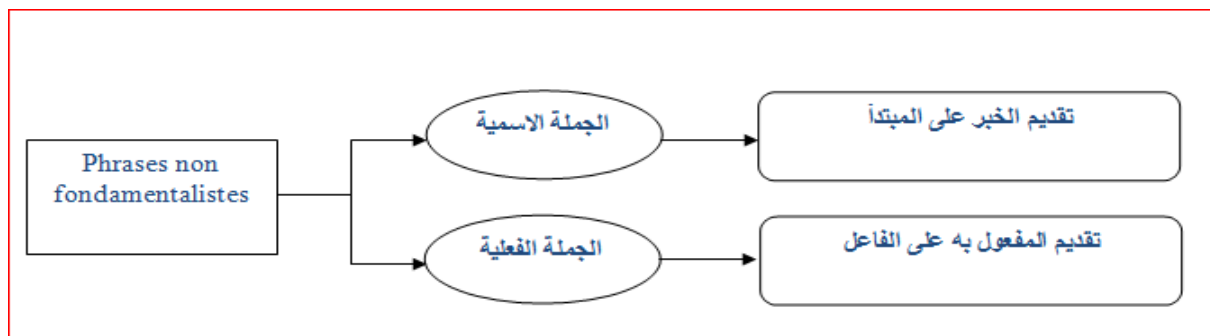 Phrases non
fondamentalistes
الجملة الاسمية
تقديم الخبر على المبتدأ
الجملة الفعلية
تقديم المفعول به على الفاعل